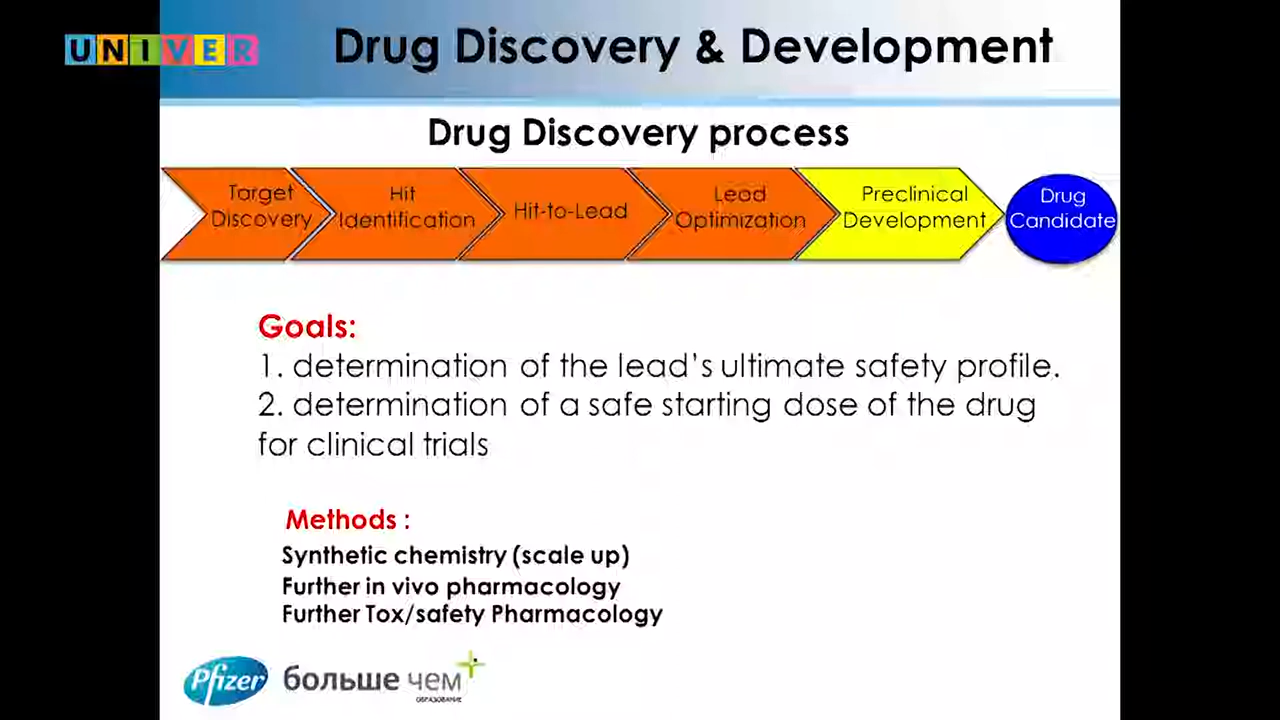 UNIVER
Drug Discovery & Development
Drug Discovery process
Target
Discovery
Hit
Identification
Hit-to-Lead
Lead
Optimization
Preclinical
Development
Drug
Candidate
Goals:
1. determination of the lead’s ultimate safety profile.
2. determination of a safe starting dose of the drug
for clinical trials
Methods :
Synthetic chemistry (scale up)
Further in vivo pharmacology
Further Tox/safety Pharmacology
Pfizer
больше чем
ОБРАЗОВАНИЕ